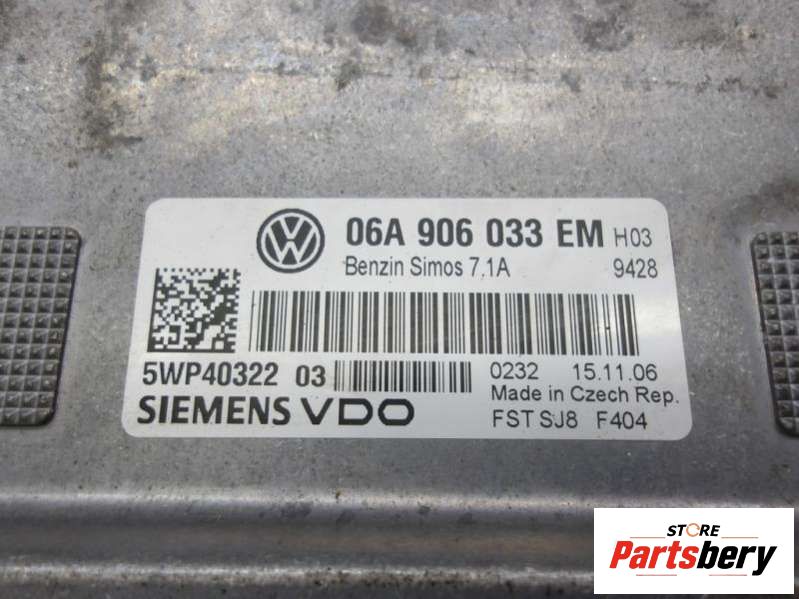 06A 906 033 EM H03
Benzin Simos 7.1A 9428
5WP40322 03
0232 15.11.06
Made in Czech Rep.
SIEMENS VDO
FST SJ8 F404
STORE
Partsbery